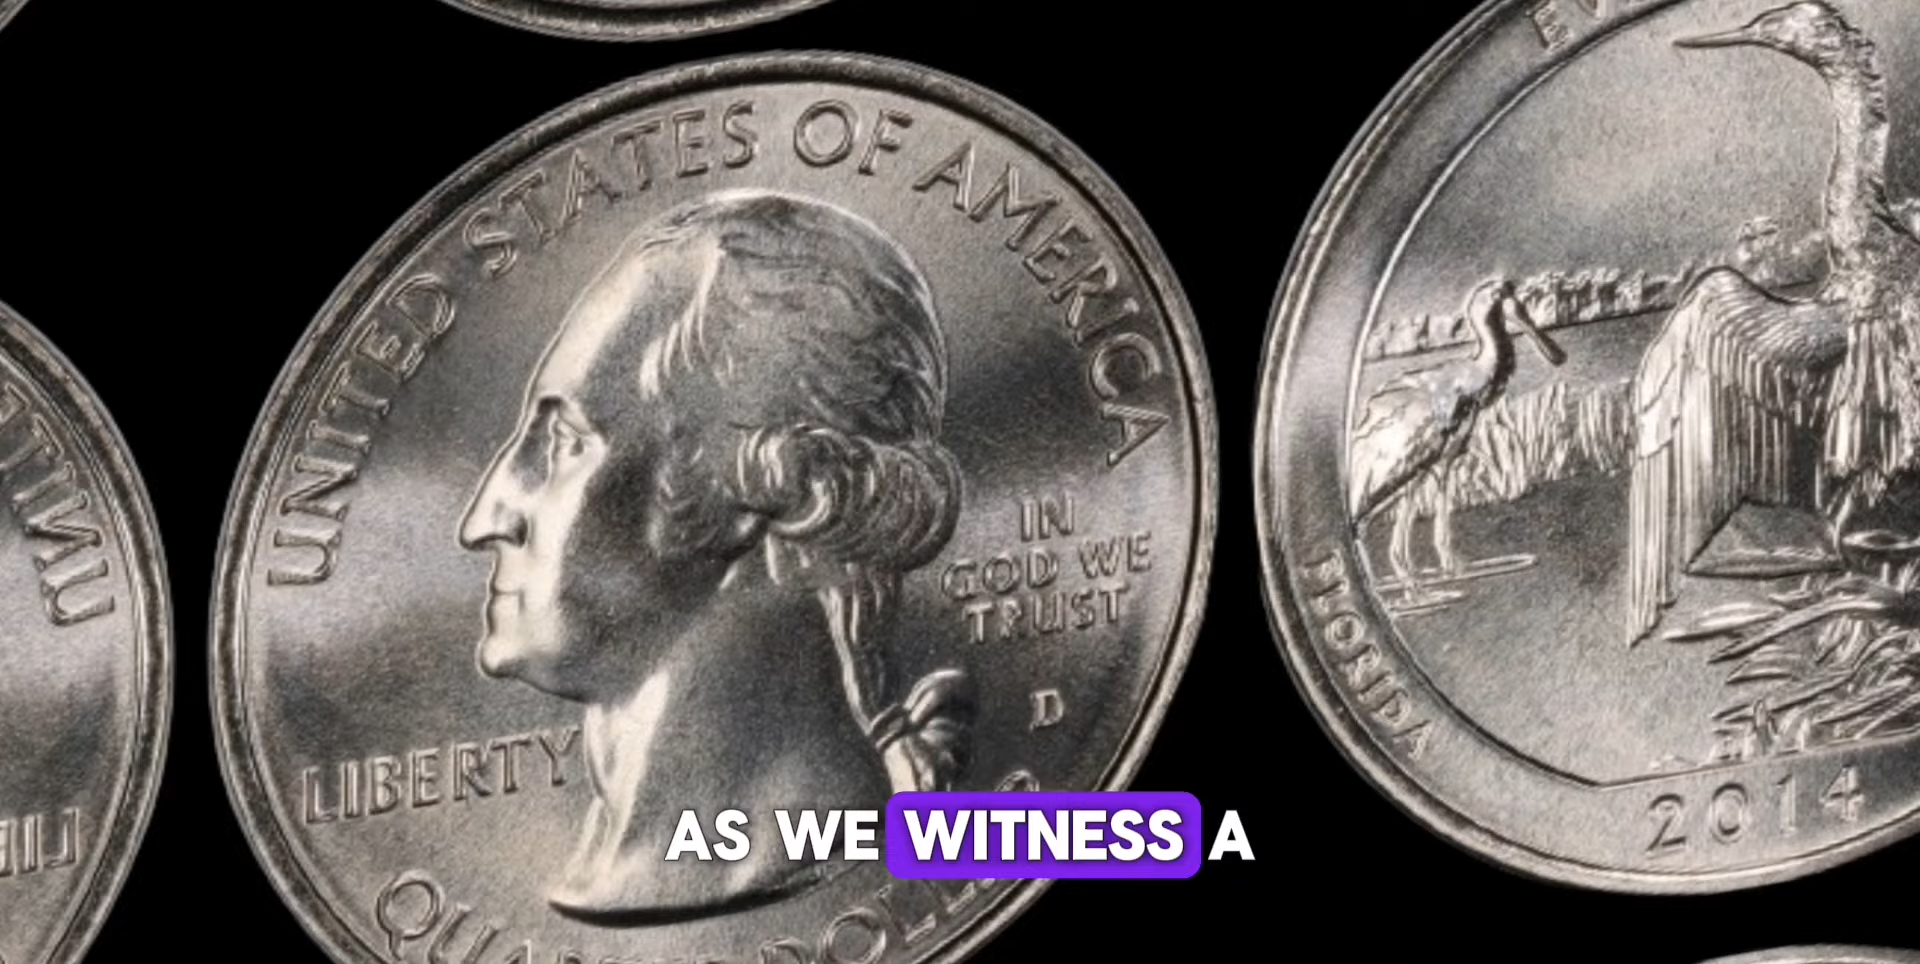 UNITED STATES OF AMERICA
IN
GOD WE
TRUST
D
LIBERTY
FLORIDA
2014
AS WE WITNESS A